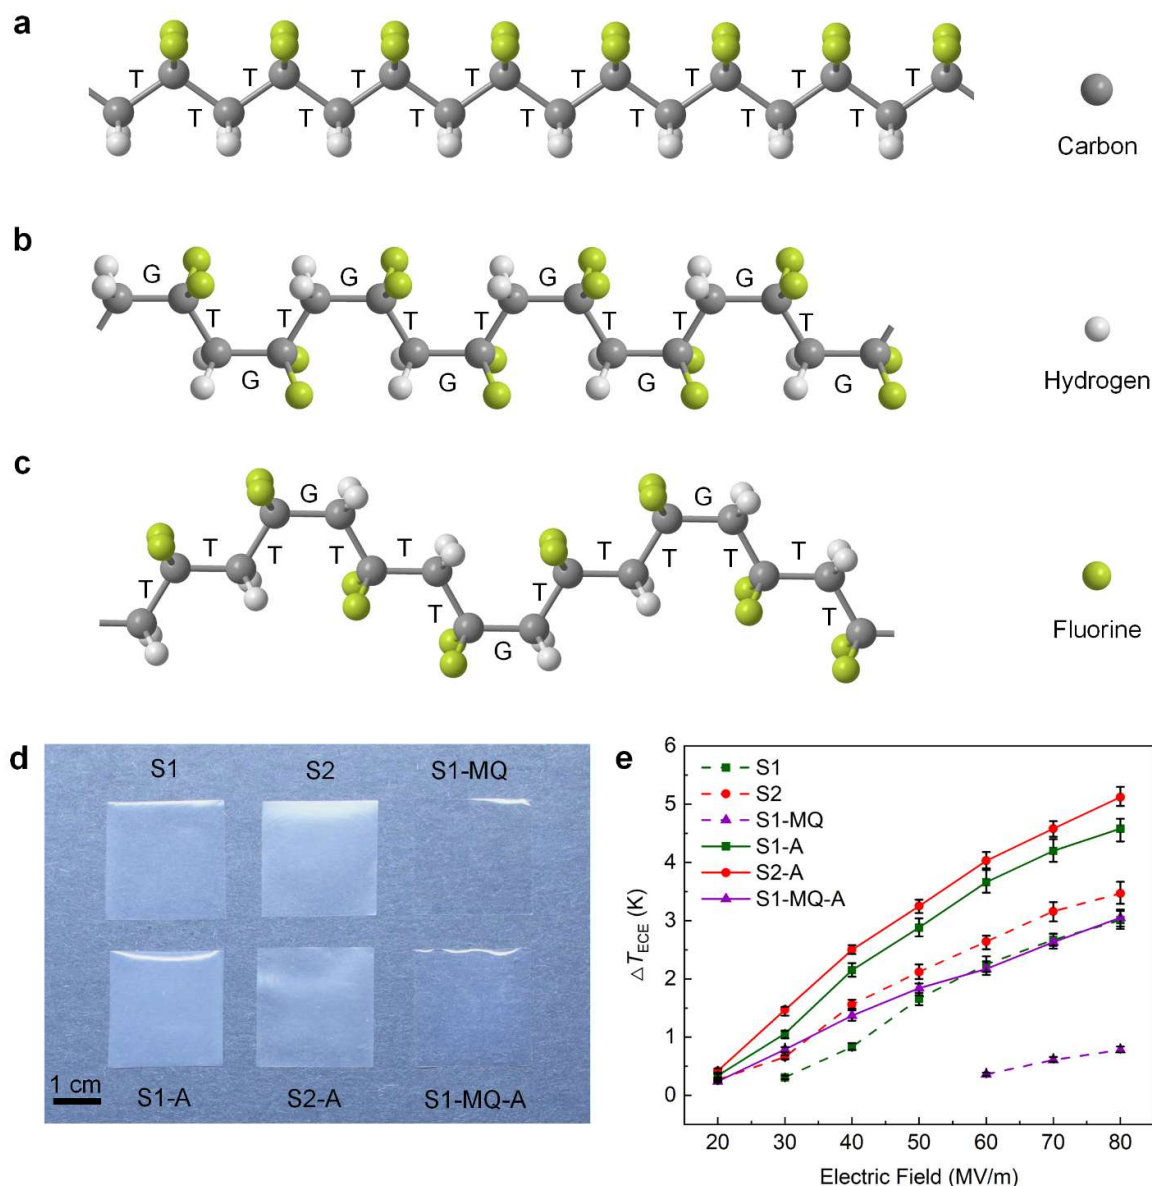 a
T T T T T T T T
T T T T T T T
Carbon
b
G G G G
T T T T T T T
G G G G
Hydrogen
c
G G
T T T T
T T T T
T T T T
G
Fluorine
d
S1 S2 S1-MQ
1 cm
S1-A S2-A S1-MQ-A
e
S1
S2
S1-MQ
S1-A
S2-A
S1-MQ-A
△T_ECE (K)
6
5
4
3
2
1
0
20 30 40 50 60 70 80
Electric Field (MV/m)